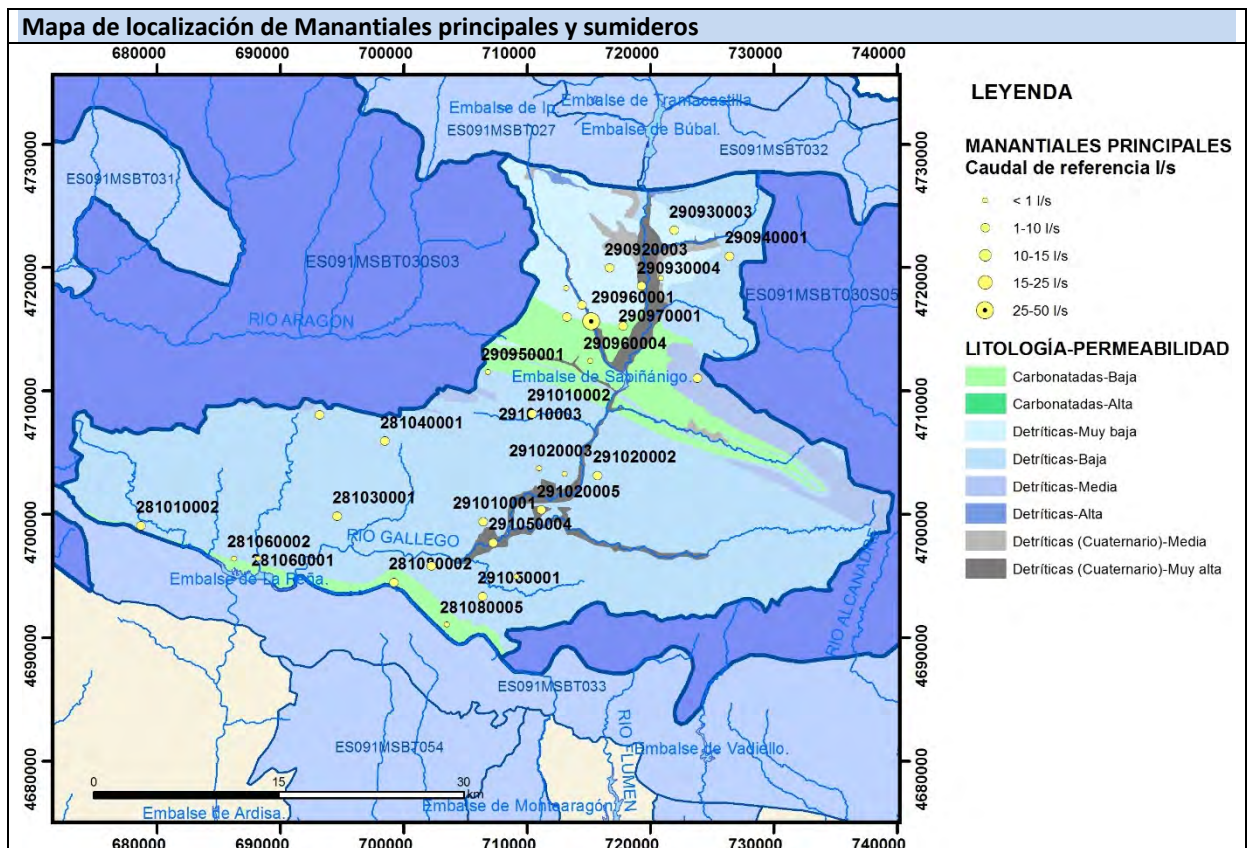 Mapa de localización de Manantiales principales y sumideros
680000 690000 700000 710000 720000 730000 740000
4730000
4720000
4710000
4700000
4690000
4680000
Embalse de Ip.
Embalse de Tramacastilla
ES091MSBT027
Embalse de Búbal.
ES091MSBT032
ES091MSBT031
290930003
290940001
290920003
ES091MSBT030S03
290930004
ES091MSBT030S05
290960001
RIO ARAGÓN
290970001
290960004
290950001
Embalse de Sabiñánigo.
291010002
291010003
281040001
291020003
291020002
281030001
291010001
291020005
281010002
291050004
RIO GALLEGO
281060002
281060001
Embalse de La Peña.
281080002
291030001
281080005
RIO ALCANADRE
ES091MSBT033
ES091MSBT054
RIO FLUMEN
Embalse de Vadiello.
0 15 30
km
Embalse de Ardisa.
Embalse de Montearagón.
680000 690000 700000 710000 720000 730000 740000
4730000
4720000
4710000
4700000
4690000
4680000
LEYENDA
MANANTIALES PRINCIPALES
Caudal de referencia l/s
< 1 l/s
1-10 l/s
10-15 l/s
15-25 l/s
25-50 l/s
LITOLOGÍA-PERMEABILIDAD
Carbonatadas-Baja
Carbonatadas-Alta
Detríticas-Muy baja
Detríticas-Baja
Detríticas-Media
Detríticas-Alta
Detríticas (Cuaternario)-Media
Detríticas (Cuaternario)-Muy alta